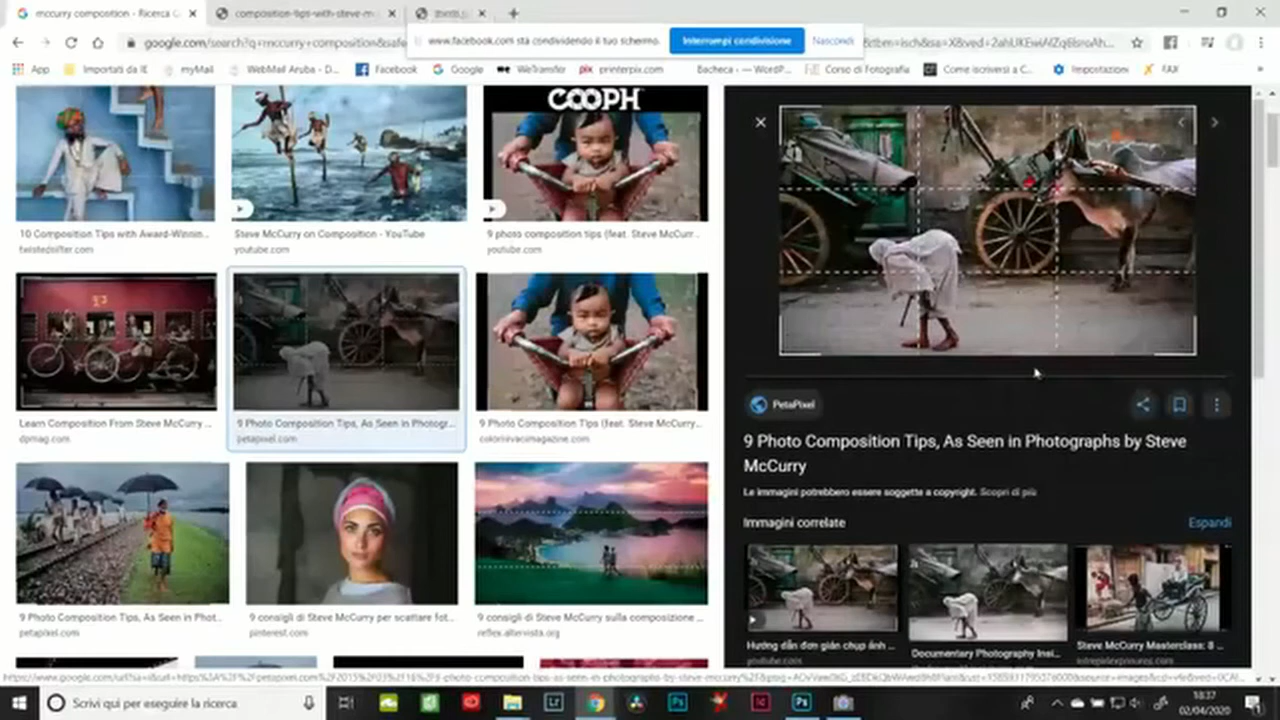 mccurry composition - Ricerca G
composition-tips-with-steve-m
google.com/search?q=mccurry+composition&safe
www.facebook.com sta condividendo il tuo schermo.
Interrompi condivisione
Nascondi
App
Importati da IE
myMail
WebMail Aruba - D...
Facebook
Google
WeTransfer
printerpix.com
Bacheca - — WordP...
Corso di Fotografia
Come iscriversi a C...
Impostazioni
FAX
COOPH
10 Composition Tips with Award-Winnin...
twistedsifter.com
Steve McCurry on Composition - YouTube
youtube.com
9 photo composition tips (feat. Steve McCurr...
youtube.com
Learn Composition From Steve McCurry ...
dpmag.com
9 Photo Composition Tips, As Seen in Photogr...
petapixel.com
9 Photo Composition Tips (feat. Steve McCurry...
9 Photo Composition Tips, As Seen in Phot...
petapixel.com
9 consigli di Steve McCurry per scattare fot...
pinterest.com
9 consigli di Steve McCurry sulla composizione ...
reflex.altervista.org
PetaPixel
9 Photo Composition Tips, As Seen in Photographs by Steve
McCurry
Le immagini potrebbero essere soggette a copyright. Scopri di più
Immagini correlate
Espandi
Hướng dẫn đơn giản chụp ảnh ...
youtube.com
Documentary Photography Insi...
Steve McCurry Masterclass: 8 ...
Scrivi qui per eseguire la ricerca
18:37
02/04/2020